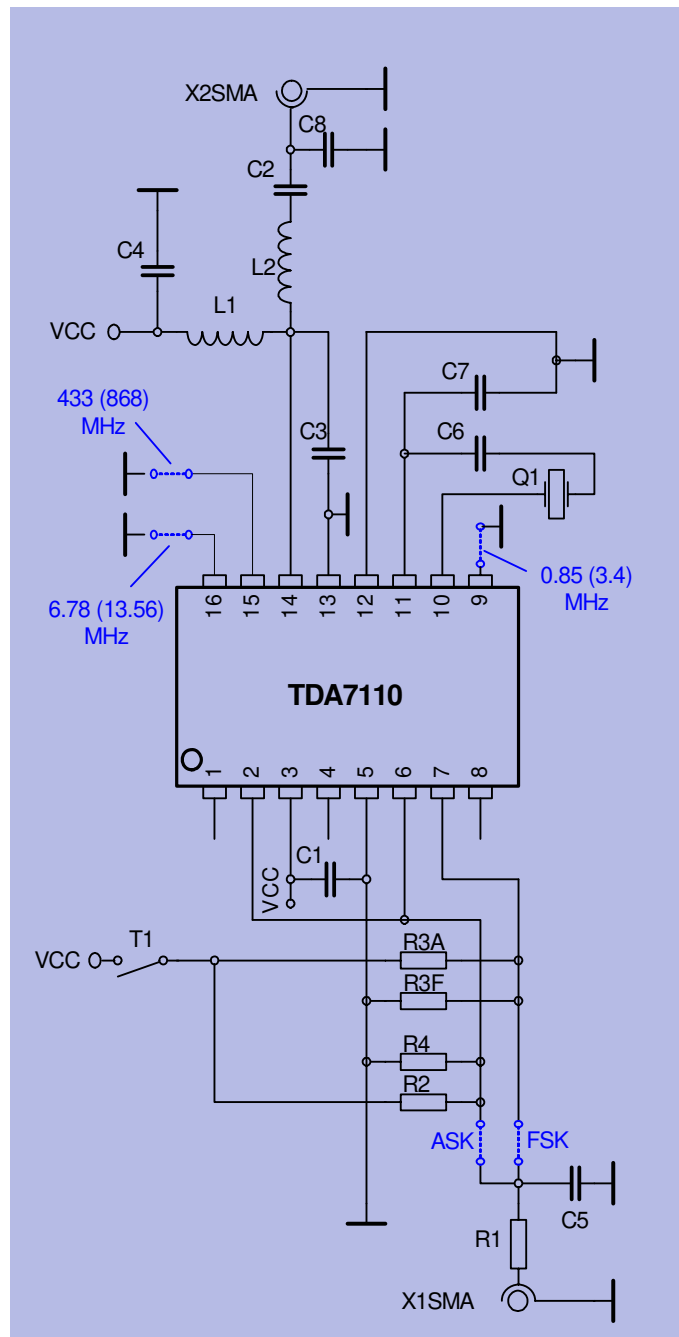 X2SMA
C8
C2
C4
L2
L1
VCC
433 (868)
MHz
C7
C3
C6
Q1
6.78 (13.56)
MHz
0.85 (3.4)
MHz
16 15 14 13 12 11 10 9
TDA7110
1 2 3 4 5 6 7 8
C1
VCC
T1
VCC
R3A
R3F
R4
R2
ASK
FSK
C5
R1
X1SMA